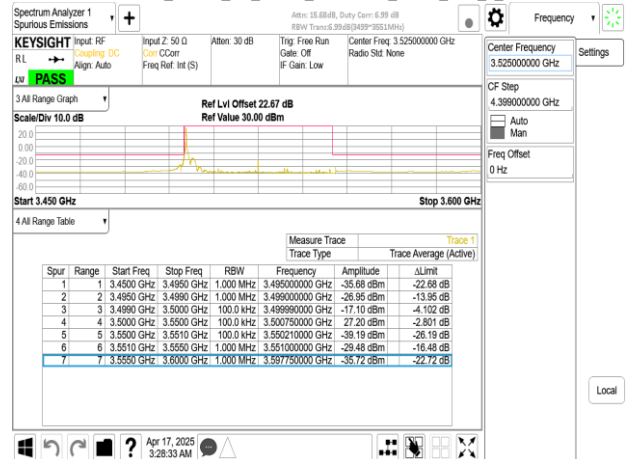 Spectrum Analyzer 1
Spurious Emissions
+
Attn: 15.68dB, Duty Corr: 6.99 dB
RBW Trans:6.99dB(3499~3551MHz)
Frequency
KEYSIGHT Input: RF Input Z: 50 Ω Atten: 30 dB Trig: Free Run Center Freq: 3.525000000 GHz
RL Coupling: DC Corr CCorr Gate: Off Radio Std: None
Align: Auto Freq Ref: Int (S) IF Gain: Low
LXI PASS
Center Frequency
3.525000000 GHz
Settings
CF Step
4.399000000 GHz
Auto
Man
Freq Offset
0 Hz
3 All Range Graph
Ref Lvl Offset 22.67 dB
Scale/Div 10.0 dB Ref Value 30.00 dBm
20.0
0.00
-20.0
-40.0
-60.0
Start 3.450 GHz Stop 3.600 GHz
4 All Range Table
Measure Trace Trace 1
Trace Type Trace Average (Active)
Spur Range Start Freq Stop Freq RBW Frequency Amplitude ΔLimit
1 1 3.4500 GHz 3.4950 GHz 1.000 MHz 3.495000000 GHz -35.68 dBm -22.68 dB
2 2 3.4950 GHz 3.4990 GHz 1.000 MHz 3.499000000 GHz -26.95 dBm -13.95 dB
3 3 3.4990 GHz 3.5000 GHz 100.0 kHz 3.499990000 GHz -17.10 dBm -4.102 dB
4 4 3.5000 GHz 3.5500 GHz 100.0 kHz 3.500750000 GHz 27.20 dBm -2.801 dB
5 5 3.5500 GHz 3.5510 GHz 100.0 kHz 3.550210000 GHz -39.19 dBm -26.19 dB
6 6 3.5510 GHz 3.5550 GHz 1.000 MHz 3.551000000 GHz -29.48 dBm -16.48 dB
7 7 3.5550 GHz 3.6000 GHz 1.000 MHz 3.597750000 GHz -35.72 dBm -22.72 dB
Local
?
Apr 17, 2025
3:28:33 AM